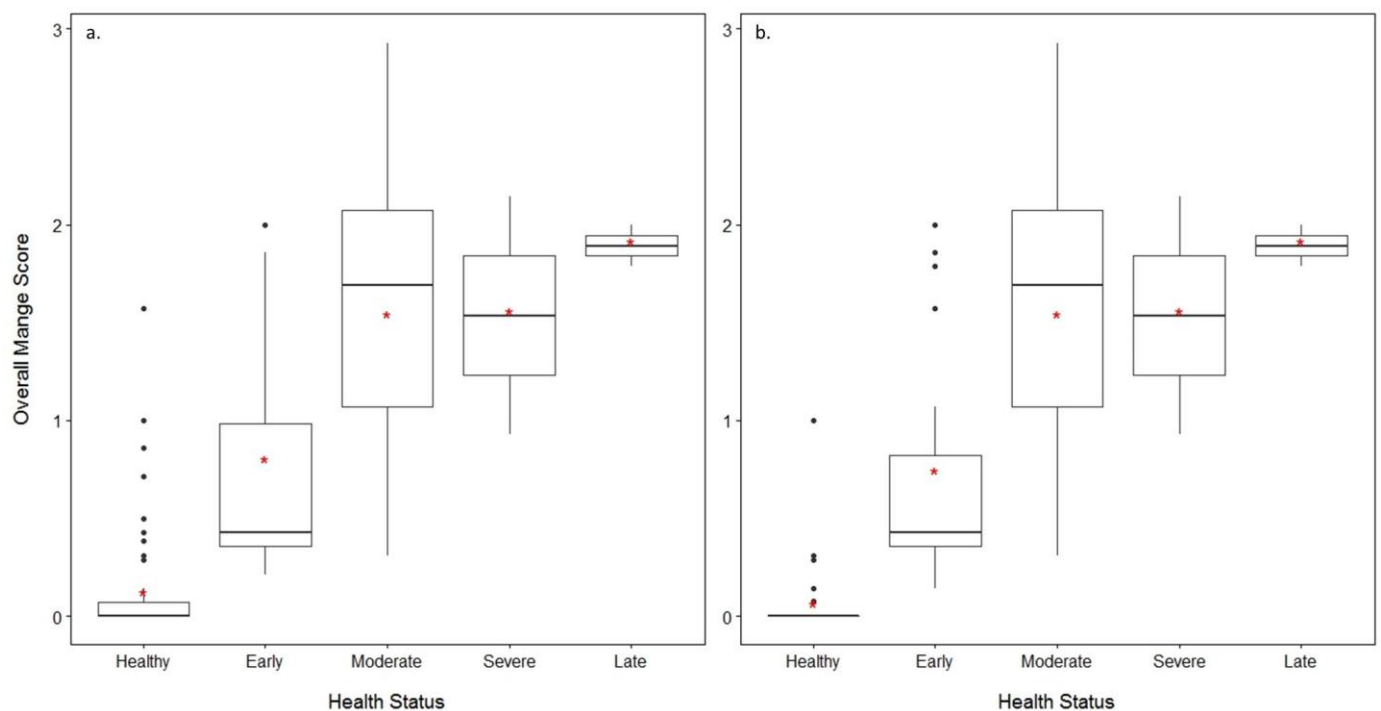 a.
b.
Overall Mange Score
3
2
1
0
3
2
1
0
Healthy Early Moderate Severe Late
Healthy Early Moderate Severe Late
Health Status
Health Status